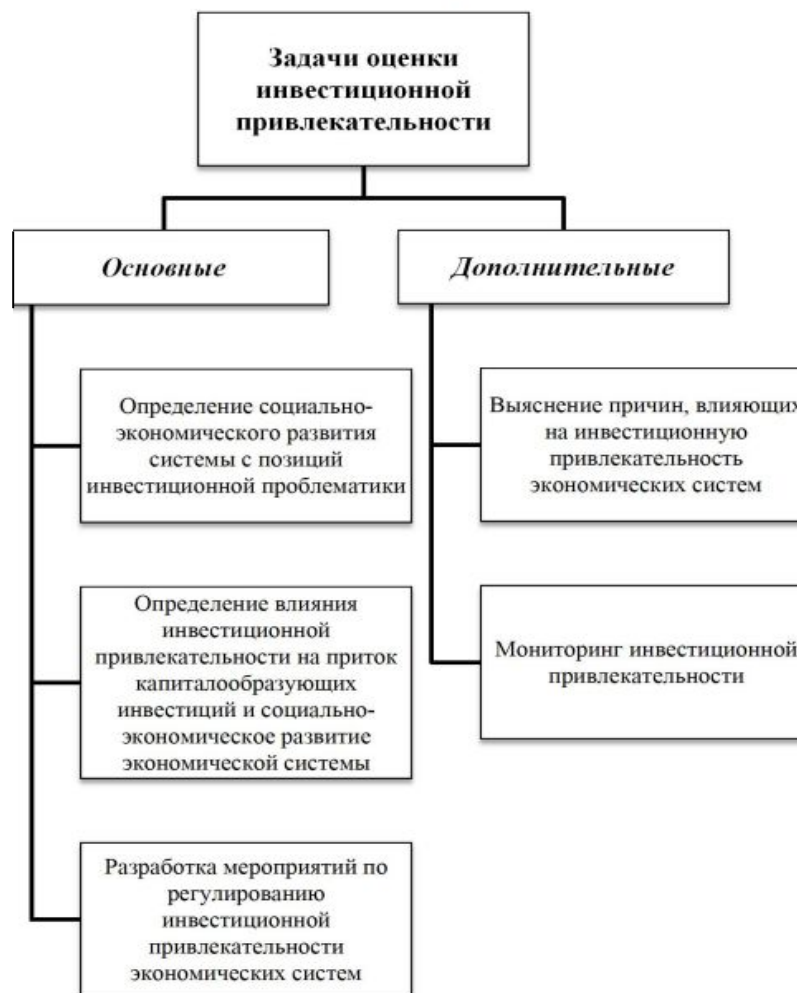 Задачи оценки
инвестиционной
привлекательности
Основные
Дополнительные
Определение социально-
экономического развития
системы с позиций
инвестиционной проблематики
Определение влияния
инвестиционной
привлекательности на приток
капиталообразующих
инвестиций и социально-
экономическое развитие
экономической системы
Разработка мероприятий по
регулированию
инвестиционной
привлекательности
экономических систем
Выяснение причин, влияющих
на инвестиционную
привлекательность
экономических систем
Мониторинг инвестиционной
привлекательности